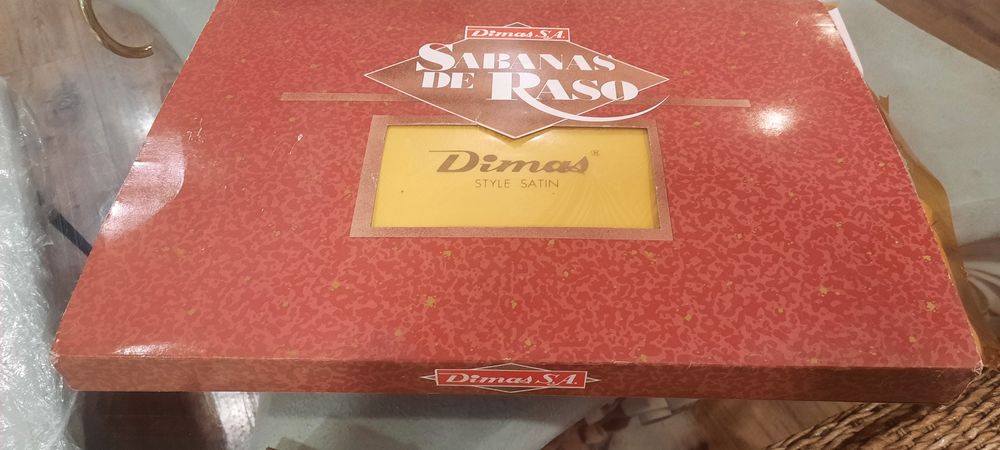 Dimas S.A.
SABANAS
DE RASO
Dimas®
STYLE SATIN
Dimas S.A.